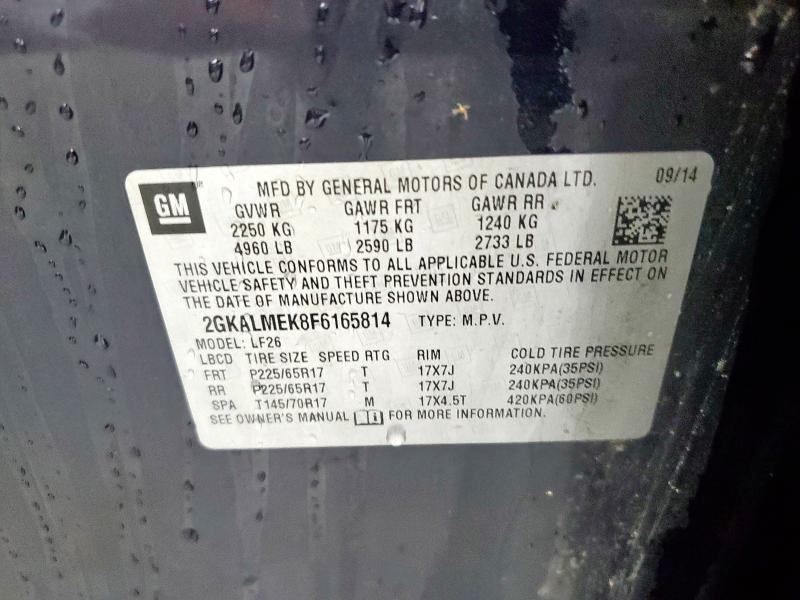 GM MFD BY GENERAL MOTORS OF CANADA LTD. 09/14
GVWR GAWR FRT GAWR RR
2250 KG 1175 KG 1240 KG
4960 LB 2590 LB 2733 LB
THIS VEHICLE CONFORMS TO ALL APPLICABLE U.S. FEDERAL MOTOR
VEHICLE SAFETY AND THEFT PREVENTION STANDARDS IN EFFECT ON
THE DATE OF MANUFACTURE SHOWN ABOVE.
2GKALMEK8F6165814 TYPE: M.P.V.
MODEL: LF26
LBCD TIRE SIZE SPEED RTG RIM COLD TIRE PRESSURE
FRT P225/65R17 T 17X7J 240KPA(35PSI)
RR P225/65R17 T 17X7J 240KPA(35PSI)
SPA T145/70R17 M 17X4.5T 420KPA(60PSI)
SEE OWNER'S MANUAL FOR MORE INFORMATION.